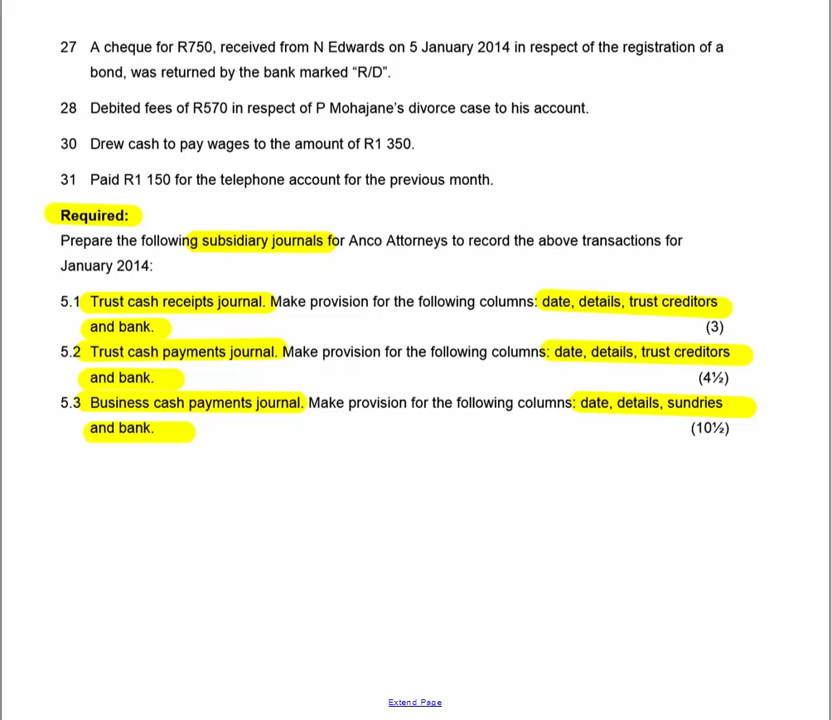 27 A cheque for R750, received from N Edwards on 5 January 2014 in respect of the registration of a
bond, was returned by the bank marked “R/D”.
28 Debited fees of R570 in respect of P Mohajane’s divorce case to his account.
30 Drew cash to pay wages to the amount of R1 350.
31 Paid R1 150 for the telephone account for the previous month.
Required:
Prepare the following subsidiary journals for Anco Attorneys to record the above transactions for
January 2014:
5.1 Trust cash receipts journal. Make provision for the following columns: date, details, trust creditors
and bank. (3)
5.2 Trust cash payments journal. Make provision for the following columns: date, details, trust creditors
and bank. (4½)
5.3 Business cash payments journal. Make provision for the following columns: date, details, sundries
and bank. (10½)
Extend Page